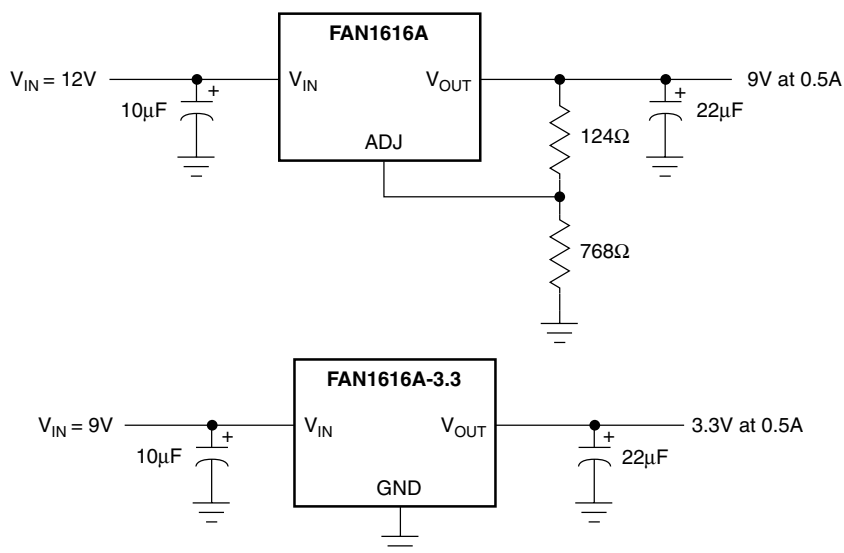 FAN1616A
V_IN = 12V
V_IN
V_OUT
9V at 0.5A
10μF
+
+
22μF
124Ω
ADJ
768Ω
FAN1616A-3.3
V_IN = 9V
V_IN
V_OUT
3.3V at 0.5A
10μF
+
+
22μF
GND